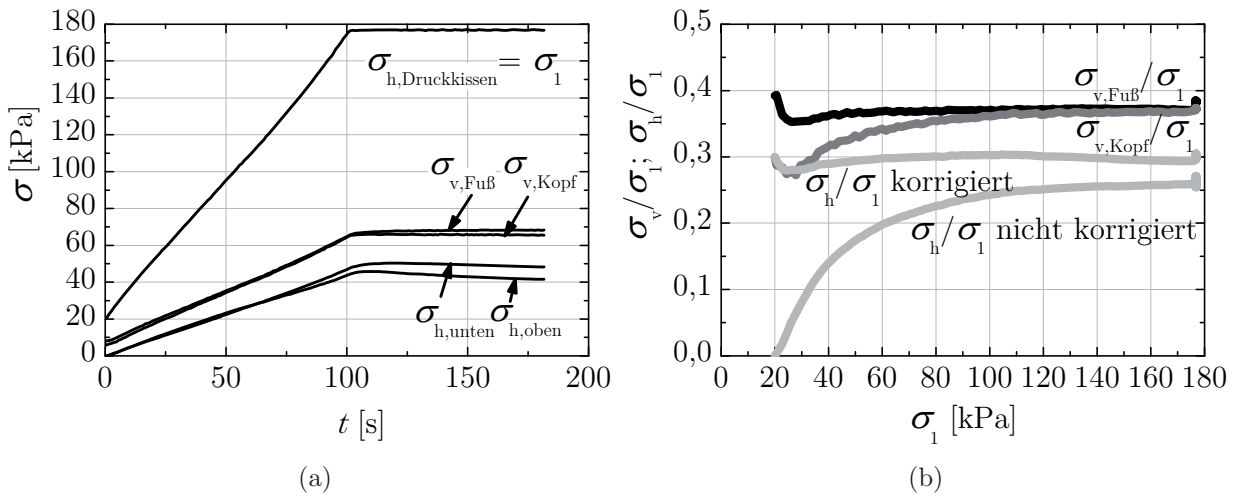 180
160
140
120
100
80
60
40
20
0
σ [kPa]
0 50 100 150 200
t [s]
σh,Druckkissen = σ1
σv,Fuß σv,Kopf
σh,unten σh,oben
(a)
0,5
0,4
0,3
0,2
0,1
0,0
σv/σ1; σh/σ1
0 20 40 60 80 100 120 140 160 180
σ1 [kPa]
σv,Fuß/σ1
σv,Kopf/σ1
σh/σ1 korrigiert
σh/σ1 nicht korrigiert
(b)